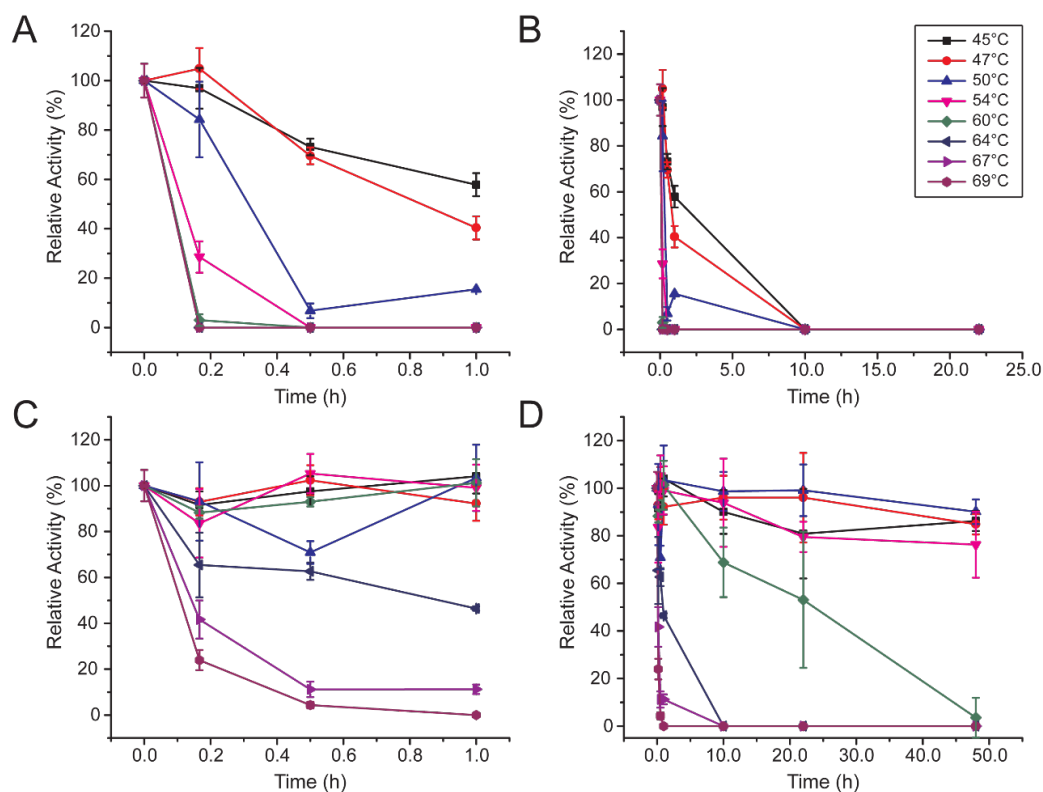 A
Relative Activity (%)
120
100
80
60
40
20
0
0.0 0.2 0.4 0.6 0.8 1.0
Time (h)
B
Relative Activity (%)
120
100
80
60
40
20
0
0.0 5.0 10.0 15.0 20.0 25.0
Time (h)
45°C
47°C
50°C
54°C
60°C
64°C
67°C
69°C
C
Relative Activity (%)
120
100
80
60
40
20
0
0.0 0.2 0.4 0.6 0.8 1.0
Time (h)
D
Relative Activity (%)
120
100
80
60
40
20
0
0.0 10.0 20.0 30.0 40.0 50.0
Time (h)